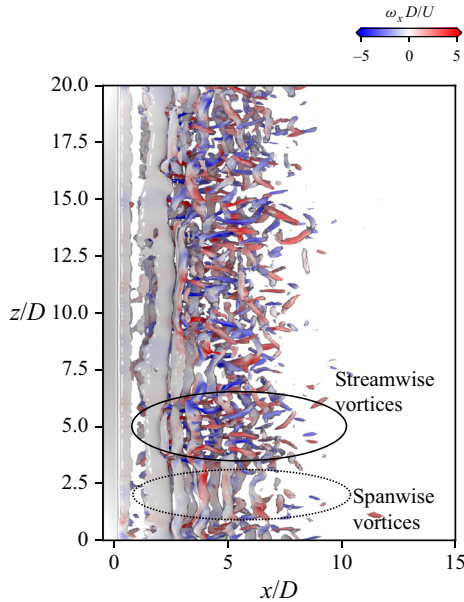 ωₓ D/U
−5 0 5
20.0
17.5
15.0
12.5
z/D
10.0
7.5
Streamwise
vortices
5.0
2.5
Spanwise
vortices
0
0 5 10 15
x/D